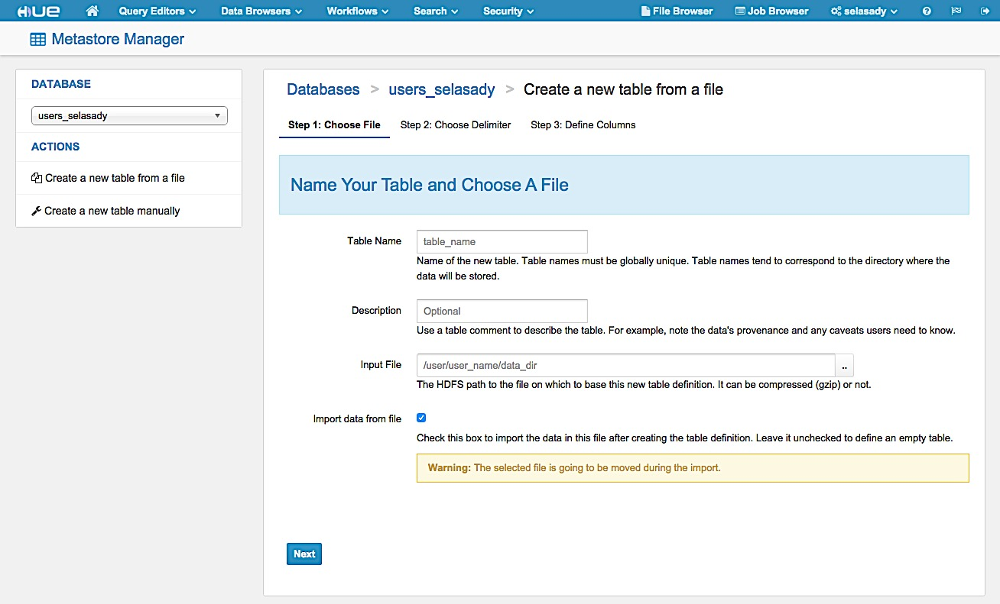 HUE Query Editors Data Browsers Workflows Search Security File Browser Job Browser selasady
Metastore Manager
DATABASE
users_selasady
ACTIONS
Create a new table from a file
Create a new table manually
Databases > users_selasady > Create a new table from a file
Step 1: Choose File Step 2: Choose Delimiter Step 3: Define Columns
Name Your Table and Choose A File
Table Name table_name
Name of the new table. Table names must be globally unique. Table names tend to correspond to the directory where the
data will be stored.
Description Optional
Use a table comment to describe the table. For example, note the data's provenance and any caveats users need to know.
Input File /user/user_name/data_dir ..
The HDFS path to the file on which to base this new table definition. It can be compressed (gzip) or not.
Import data from file
Check this box to import the data in this file after creating the table definition. Leave it unchecked to define an empty table.
Warning: The selected file is going to be moved during the import.
Next